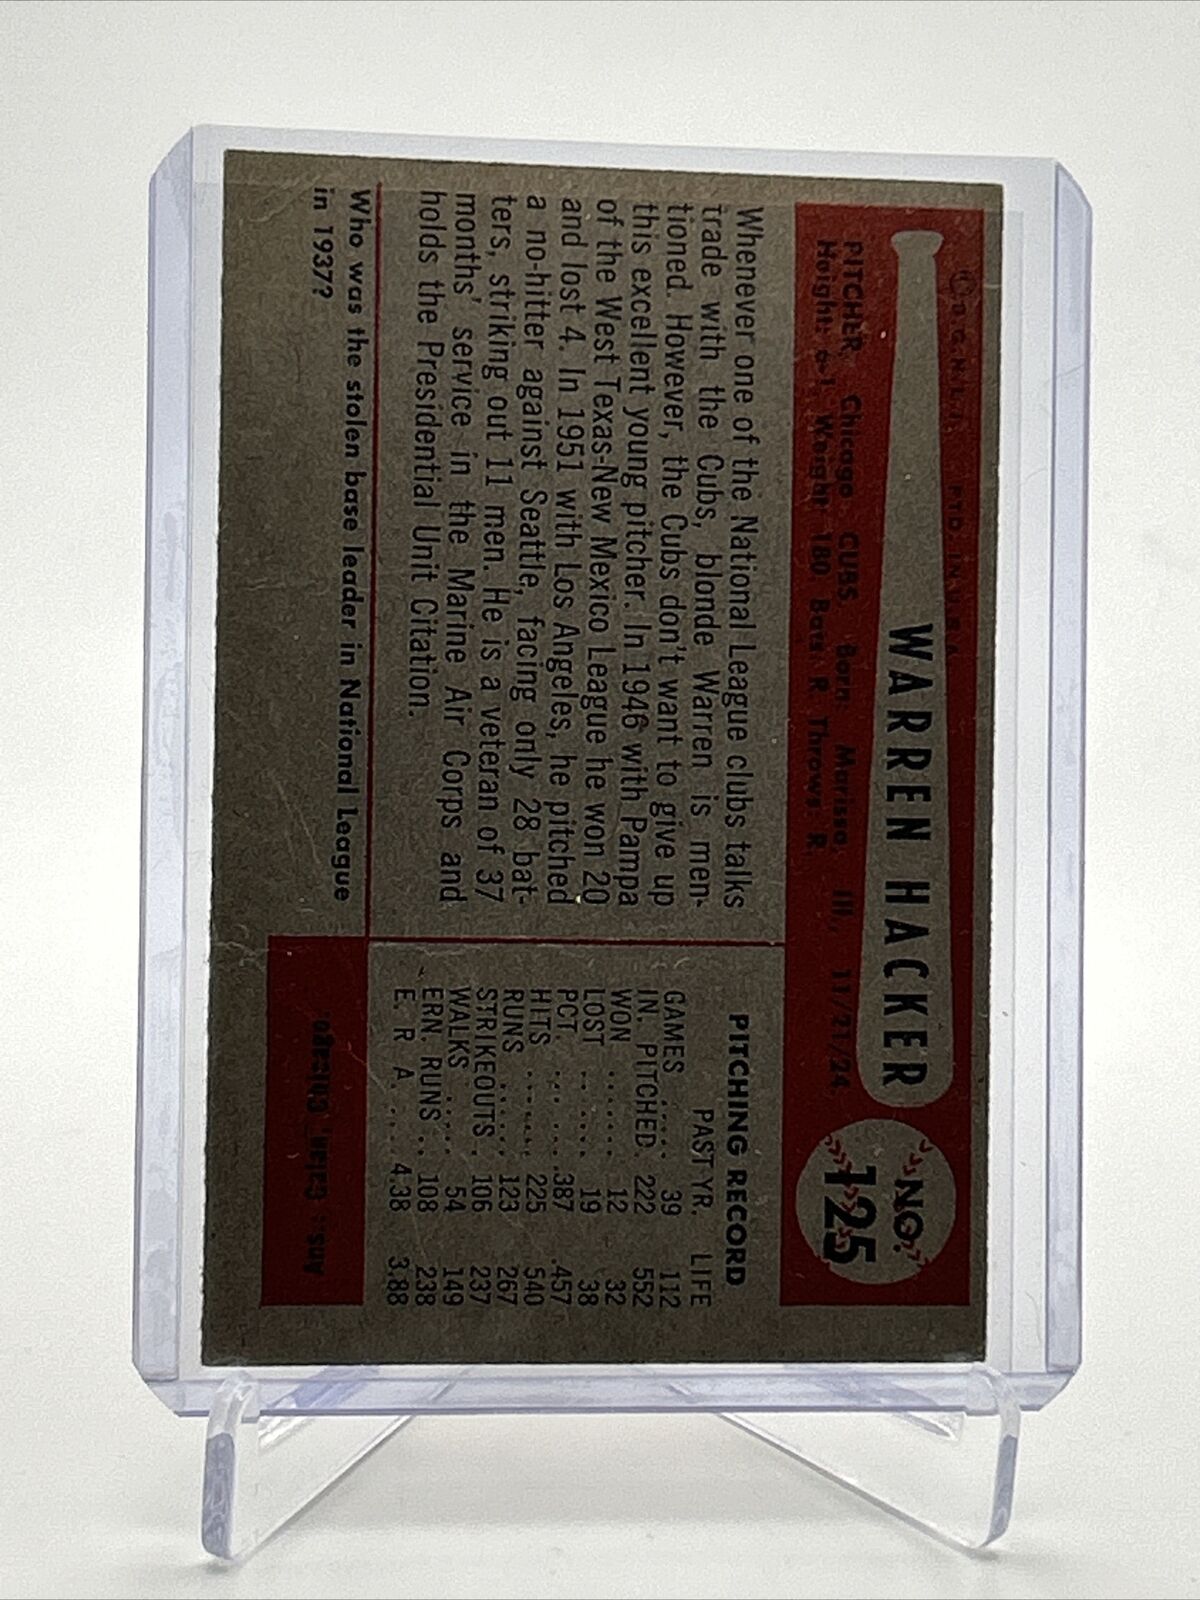 © B.G.H.L.I. PTD. IN U.S.A.
WARREN HACKER
NO. 125
PITCHER, Chicago CUBS. Born: Marissa, Ill., 11/21/24
Height: 6-1, Weight: 180, Bats: R, Throws: R.
Whenever one of the National League clubs talks
trade with the Cubs, blonde Warren is men-
tioned. However, the Cubs don't want to give up
this excellent young pitcher. In 1946 with Pampa
of the West Texas-New Mexico League he won 20
and lost 4. In 1951 with Los Angeles, he pitched
a no-hitter against Seattle, facing only 28 bat-
ters, striking out 11 men. He is a veteran of 37
months' service in the Marine Air Corps and
holds the Presidential Unit Citation.
PITCHING RECORD
PAST YR. LIFE
GAMES ..... 39 112
IN. PITCHED. 222 552
WON ....... 12 32
LOST ....... 19 38
PCT. ....... .387 .457
HITS ....... 225 540
RUNS ...... 123 267
STRIKEOUTS. 106 237
WALKS ..... 54 149
ERN. RUNS .. 108 238
E. R A .... 4.38 3.88
Who was the stolen base leader in National League
in 1937?
Ans: Galan, Chicago.